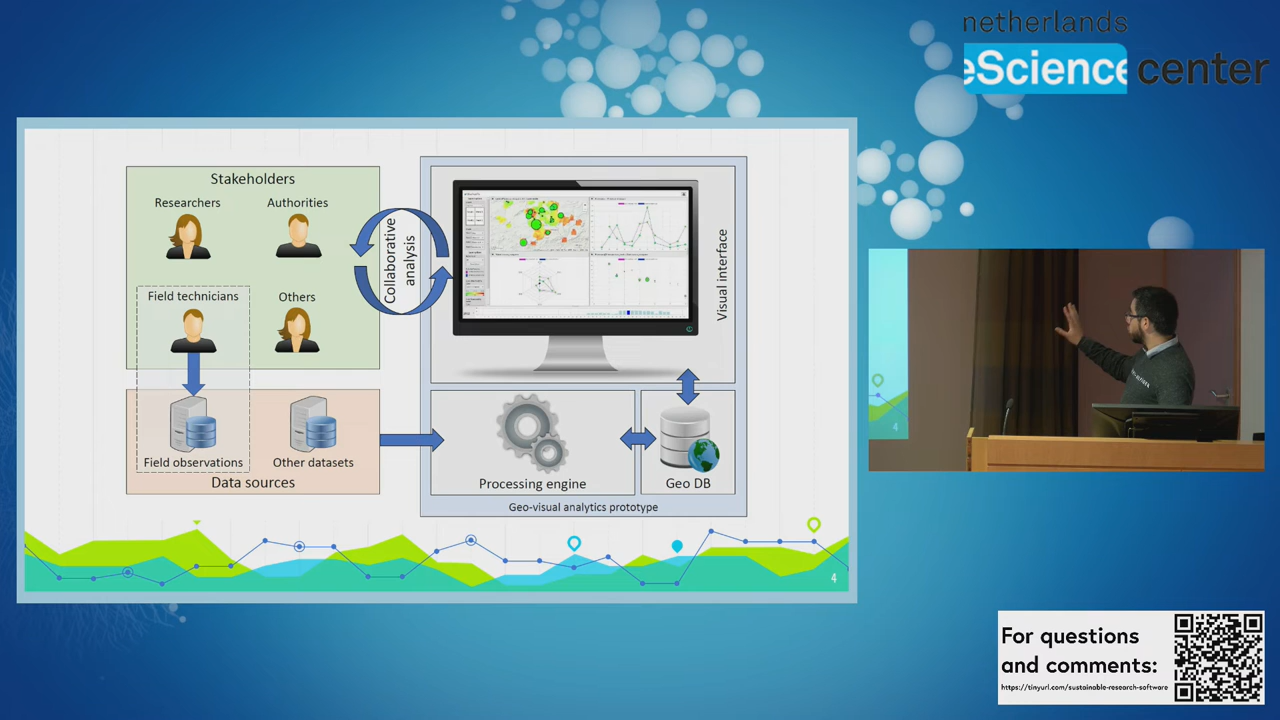 netherlands
eScience center
Stakeholders
Researchers
Authorities
Field technicians
Others
Collaborative
analysis
Visual interface
Field observations
Other datasets
Data sources
Processing engine
Geo DB
Geo-visual analytics prototype
4
4
For questions
and comments:
https://tinyurl.com/sustainable-research-software